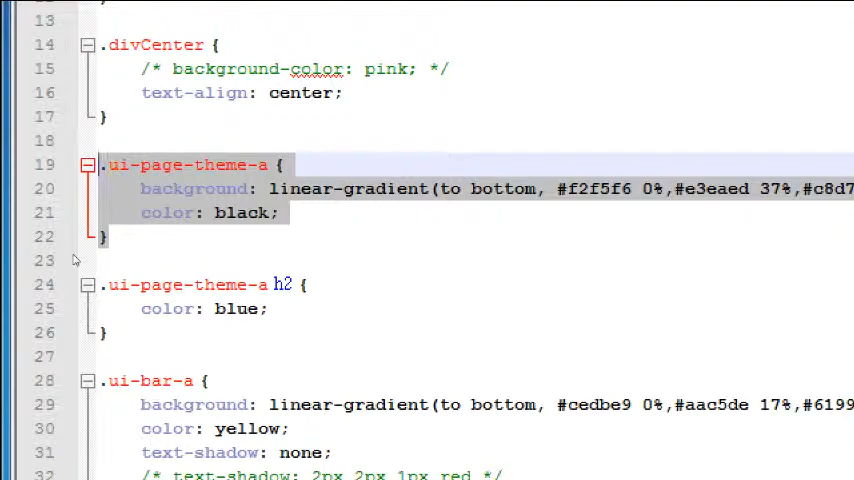 13
14 .divCenter {
15 /* background-color: pink; */
16 text-align: center;
17 }
18
19 .ui-page-theme-a {
20 background: linear-gradient(to bottom, #f2f5f6 0%,#e3eaed 37%,#c8d7
21 color: black;
22 }
23
24 .ui-page-theme-a h2 {
25 color: blue;
26 }
27
28 .ui-bar-a {
29 background: linear-gradient(to bottom, #cedbe9 0%,#aac5de 17%,#6199
30 color: yellow;
31 text-shadow: none;
32 /* text-shadow: 2px 2px 1px red */